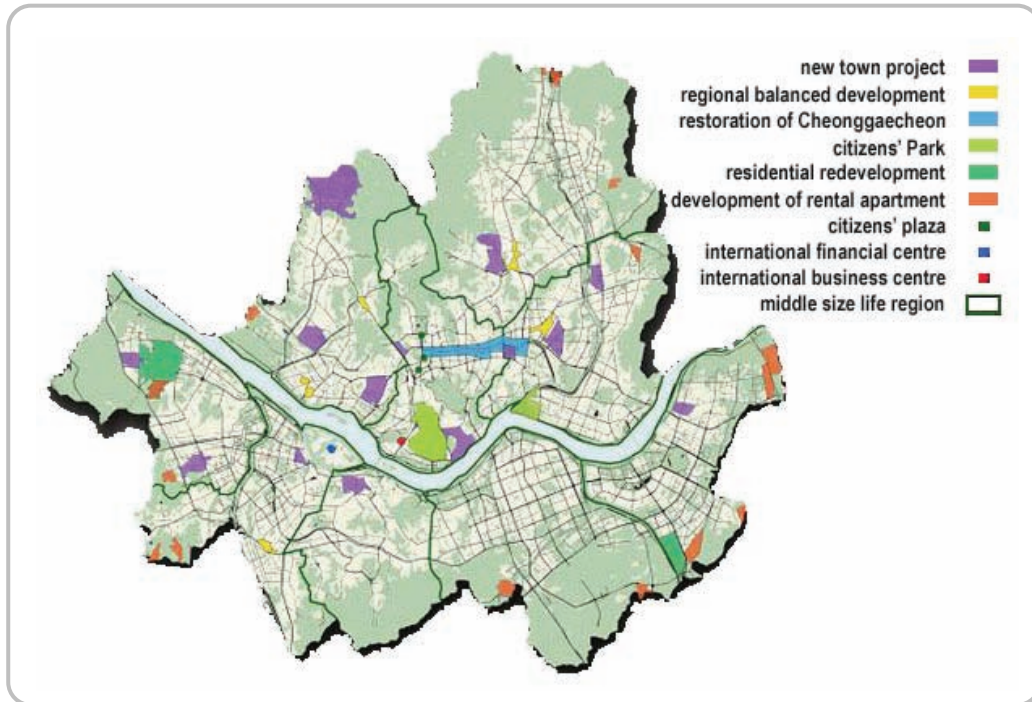 new town project
regional balanced development
restoration of Cheonggaecheon
citizens' Park
residential redevelopment
development of rental apartment
citizens' plaza
international financial centre
international business centre
middle size life region